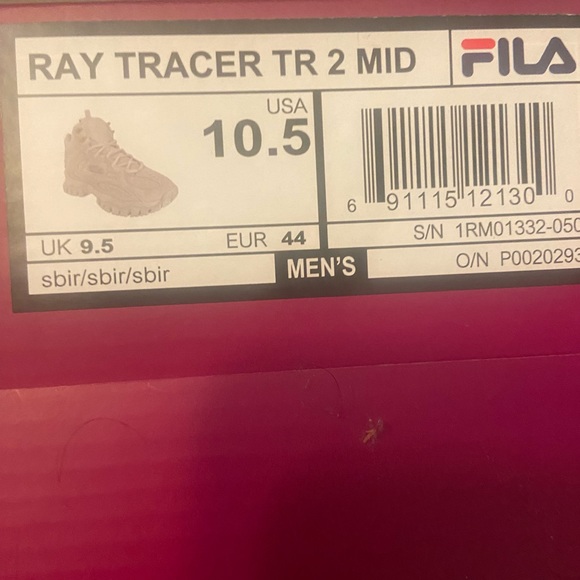 RAY TRACER TR 2 MID
FILA
USA
10.5
UK 9.5
EUR 44
sbir/sbir/sbir
MEN'S
6 91115 12130 0
S/N 1RM01332-050
O/N P0020293